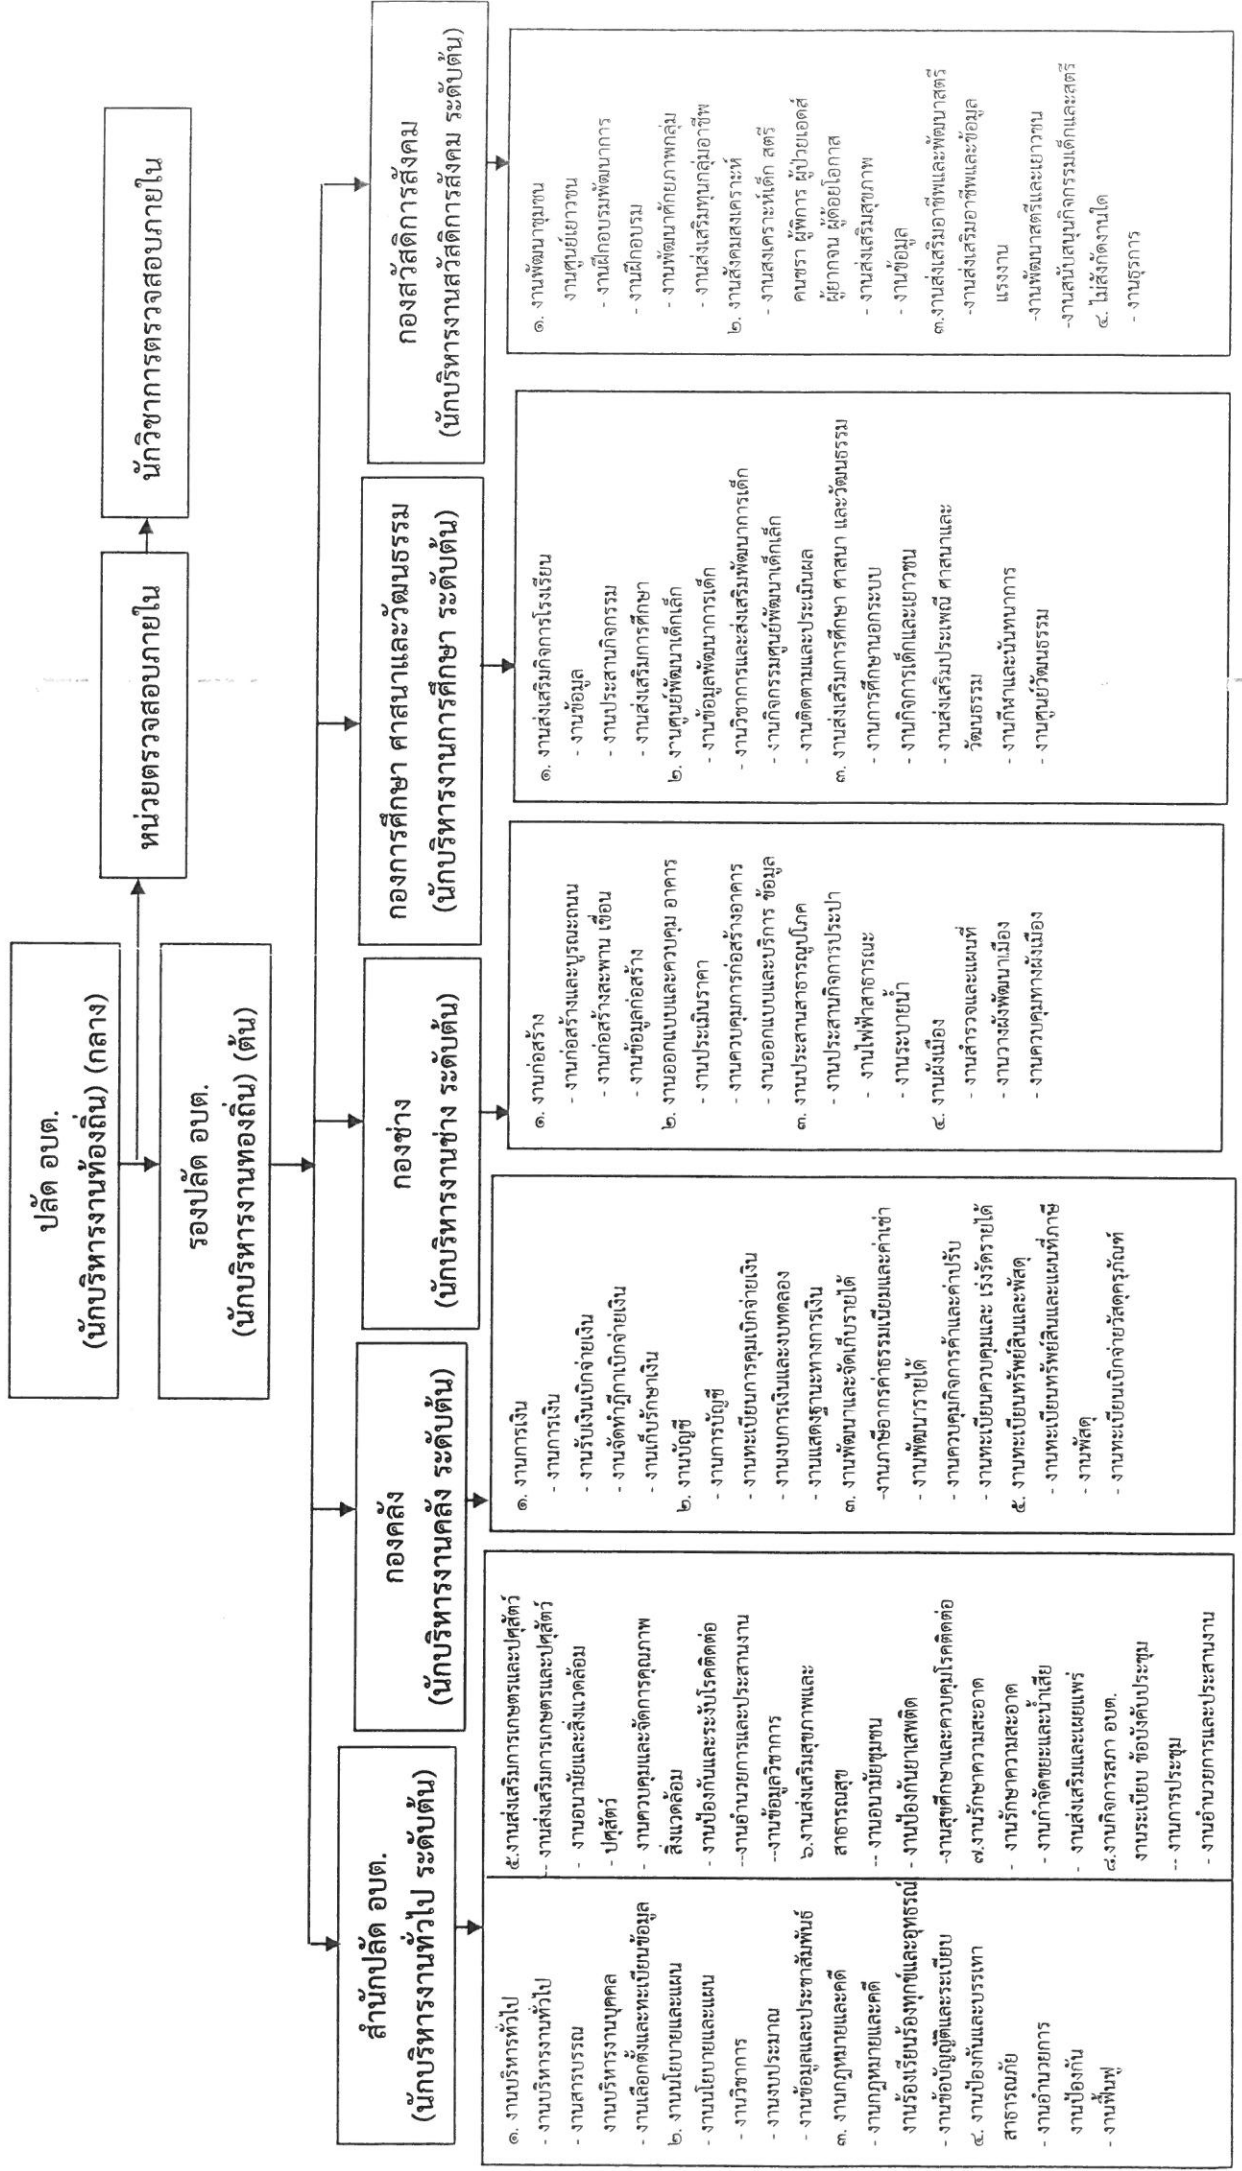 ปลัด อบต.
(นักบริหารงานท้องถิ่น) (กลาง)
รองปลัด อบต.
(นักบริหารงานทองถิ่น) (ต้น)
หน่วยตรวจสอบภายใน
นักวิชาการตรวจสอบภายใน
สำนักปลัด อบต.
(นักบริหารงานทั่วไป ระดับต้น)
กองคลัง
(นักบริหารงานคลัง ระดับต้น)
กองช่าง
(นักบริหารงานช่าง ระดับต้น)
กองการศึกษา ศาสนาและวัฒนธรรม
(นักบริหารงานการศึกษา ระดับต้น)
กองสวัสดิการสังคม
(นักบริหารงานสวัสดิการสังคม ระดับต้น)
๑. งานบริหารทั่วไป
- งานบริหารงานทั่วไป
- งานสารบรรณ
งานบริหารงานบุคคล
- งานเลือกตั้งและทะเบียนข้อมูล
๒. งานนโยบายและแผน
- งานนโยบายและแผน
- งานวิชาการ
- งานงบประมาณ
- งานข้อมูลและประชาสัมพันธ์
๓. งานกฎหมายและคดี
- งานกฎหมายและคดี
งานร้องเรียนร้องทุกข์และอุทธรณ์
- งานข้อบัญญัติและระเบียบ
๔. งานป้องกันและบรรเทา
สาธารณภัย
- งานอำนวยการ
งานป้องกัน
- งานฟื้นฟู
๕.งานส่งเสริมการเกษตรและปศุสัตว์
-- งานส่งเสริมการเกษตรและปศุสัตว์
- งานอนามัยและสิ่งแวดล้อม
- ปศุสัตว์
- งานควบคุมและจัดการคุณภาพ
สิ่งแวดล้อม
- งานป้องกันและระงับโรคติดต่อ
--งานอำนวยการและประสานงาน
--งานข้อมูลวิชาการ
๖.งานส่งเสริมสุขภาพและ
สาธารณสุข
-- งานอนามัยชุมชน
- งานป้องกันยาเสพติด
-งานสุขศึกษาและควบคุมโรคติดต่อ
๗.งานรักษาความสะอาด
- งานรักษาความสะอาด
- งานกำจัดขยะและน้ำเสีย
- งานส่งเสริมและเผยแพร่
๘.งานกิจการสภา อบต.
งานระเบียบ ข้อบังคับประชุม
-- งานการประชุม
- งานอำนวยการและประสานงาน
๑. งานการเงิน
- งานการเงิน
- งานรับเงินเบิกจ่ายเงิน
- งานจัดทำฎีกาเบิกจ่ายเงิน
- งานเก็บรักษาเงิน
๒. งานบัญชี
- งานการบัญชี
- งานทะเบียนการคุมเบิกจ่ายเงิน
- งานงบการเงินและงบทดลอง
- งานแสดงฐานะทางการเงิน
๓. งานพัฒนาและจัดเก็บรายได้
-งานภาษีอากรค่าธรรมเนียมและค่าเช่า
- งานพัฒนารายได้
- งานควบคุมกิจการค้าและค่าปรับ
- งานทะเบียนควบคุมและ เร่งรัดรายได้
๕. งานทะเบียนทรัพย์สินและพัสดุ
- งานทะเบียนทรัพย์สินและแผนที่ภาษี
- งานพัสดุ
- งานทะเบียนเบิกจ่ายวัสดุครุภัณฑ์
๑. งานก่อสร้าง
- งานก่อสร้างและบูรณะถนน
- งานก่อสร้างสะพาน เขื่อน
- งานข้อมูลก่อสร้าง
๒. งานออกแบบและควบคุม อาคาร
- งานประเมินราคา
- งานควบคุมการก่อสร้างอาคาร
- งานออกแบบและบริการ ข้อมูล
๓. งานประสานสาธารณูปโภค
- งานประสานกิจการประปา
- งานไฟฟ้าสาธารณะ
- งานระบายน้ำ
๔. งานผังเมือง
- งานสำรวจและแผนที่
- งานวางผังพัฒนาเมือง
- งานควบคุมทางผังเมือง
๑. งานส่งเสริมกิจการโรงเรียน
- งานข้อมูล
- งานประสานกิจกรรม
- งานส่งเสริมการศึกษา
๒. งานศูนย์พัฒนาเด็กเล็ก
- งานข้อมูลพัฒนาการเด็ก
- งานวิชาการและส่งเสริมพัฒนาการเด็ก
- งานกิจกรรมศูนย์พัฒนาเด็กเล็ก
- งานติดตามและประเมินผล
๓. งานส่งเสริมการศึกษา ศาสนา และวัฒนธรรม
- งานการศึกษานอกระบบ
- งานกิจการเด็กและเยาวชน
- งานส่งเสริมประเพณี ศาสนาและ
วัฒนธรรม
- งานกีฬาและนันทนาการ
- งานศูนย์วัฒนธรรม
๑. งานพัฒนาชุมชน
งานศูนย์เยาวชน
- งานฝึกอบรมพัฒนาการ
- งานฝึกอบรม
- งานพัฒนาศักยภาพกลุ่ม
- งานส่งเสริมทุนกลุ่มอาชีพ
๒. งานสังคมสงเคราะห์
- งานสงเคราะห์เด็ก สตรี
คนชรา ผู้พิการ ผู้ป่วยเอดส์
ผู้ยากจน ผู้ด้อยโอกาส
- งานส่งเสริมสุขภาพ
- งานข้อมูล
๓.งานส่งเสริมอาชีพและพัฒนาสตรี
-งานส่งเสริมอาชีพและข้อมูล
แรงงาน
-งานพัฒนาสตรีและเยาวชน
-งานสนับสนุนกิจกรรมเด็กและสตรี
๔. ไม่สังกัดงานใด
- งานธุรการ